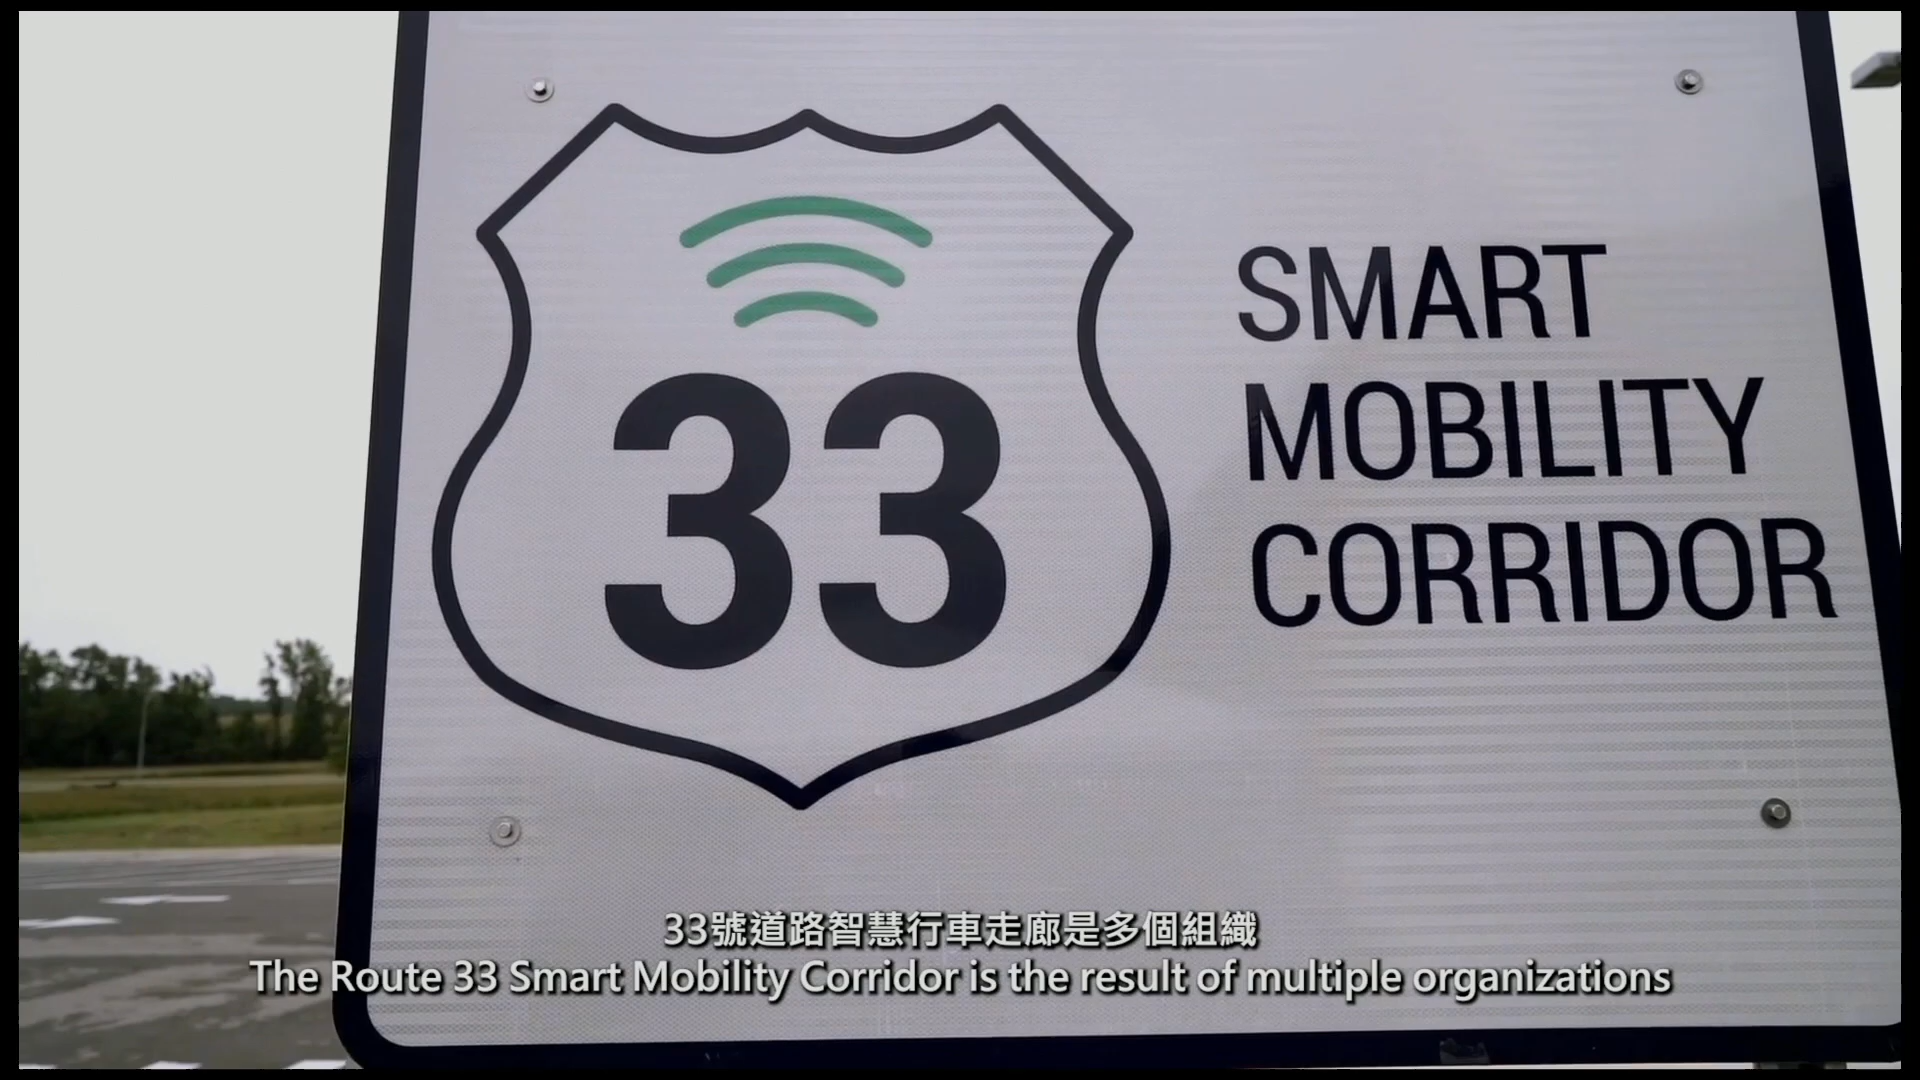 33
SMART
MOBILITY
CORRIDOR
33號道路智慧行車走廊是多個組織
The Route 33 Smart Mobility Corridor is the result of multiple organizations